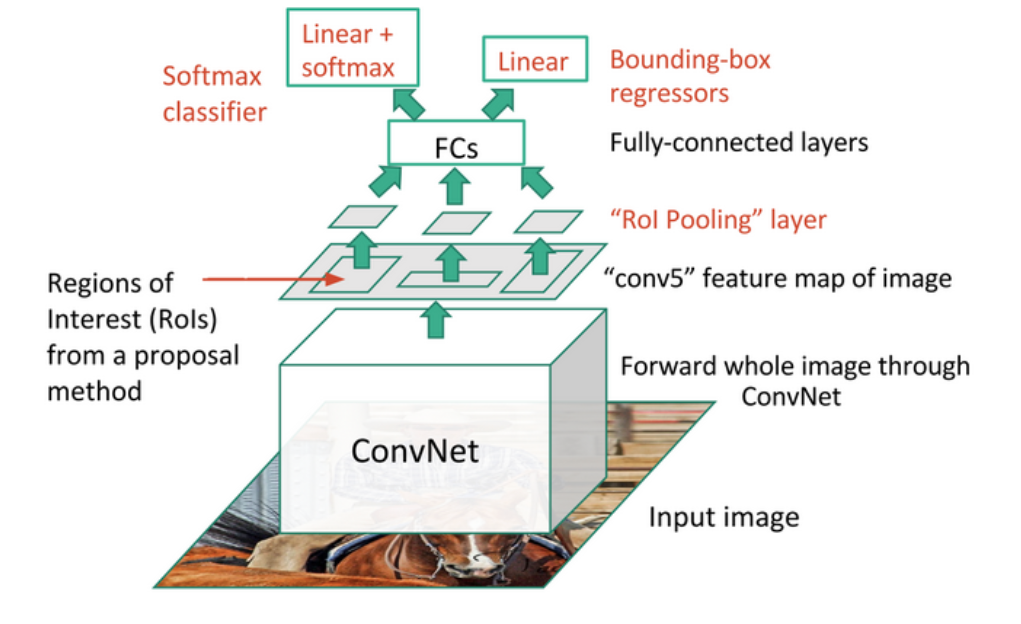 Linear +
softmax
Linear
Softmax
classifier
Bounding-box
regressors
FCs
Fully-connected layers
“RoI Pooling” layer
Regions of
Interest (RoIs)
from a proposal
method
“conv5” feature map of image
Forward whole image through
ConvNet
ConvNet
Input image